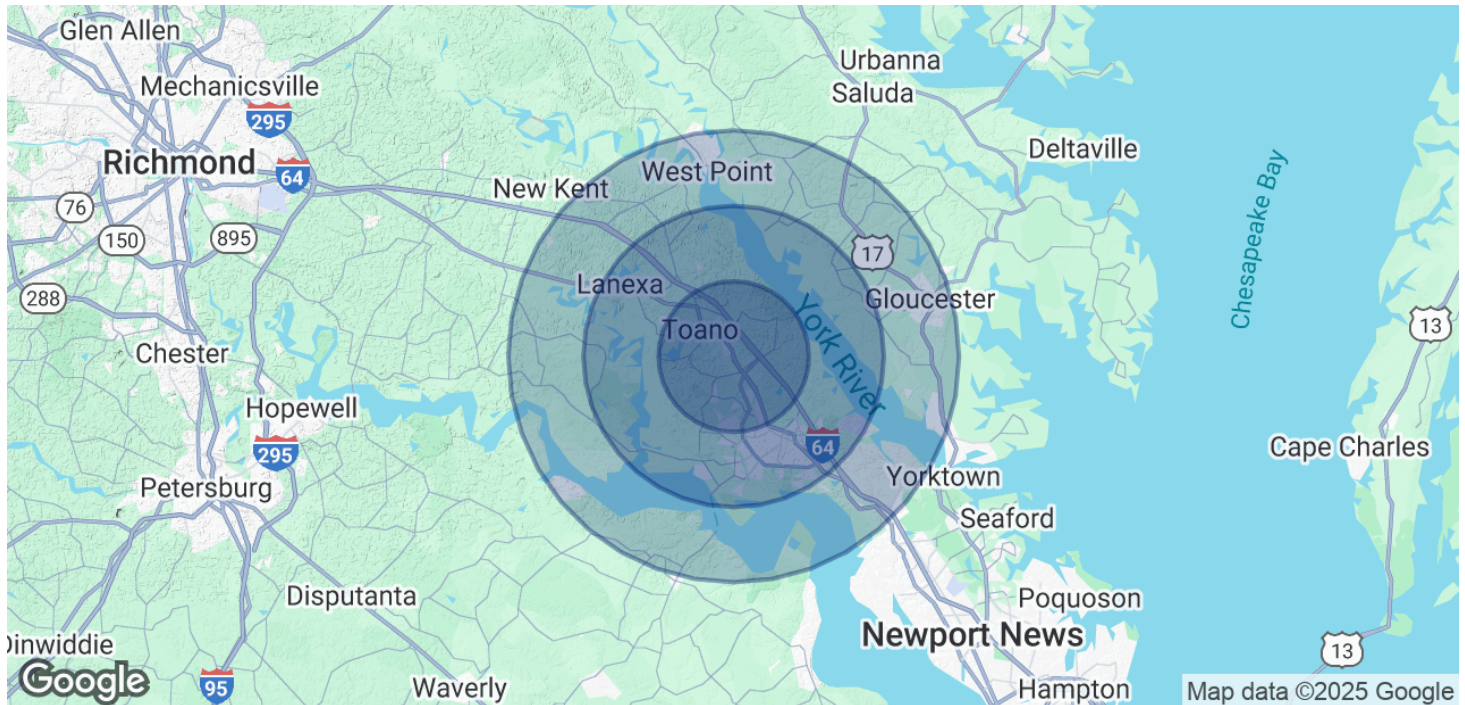 Glen Allen
Urbanna
Mechanicsville
Saluda
295
Deltaville
Richmond
64
West Point
New Kent
76
150
895
17
Chesapeake Bay
288
Lanexa
Gloucester
13
Toano
York River
Chester
Hopewell
295
64
Cape Charles
Petersburg
Yorktown
Seaford
Disputanta
Poquoson
Newport News
Dinwiddie
13
Google
95
Waverly
Hampton
Map data ©2025 Google